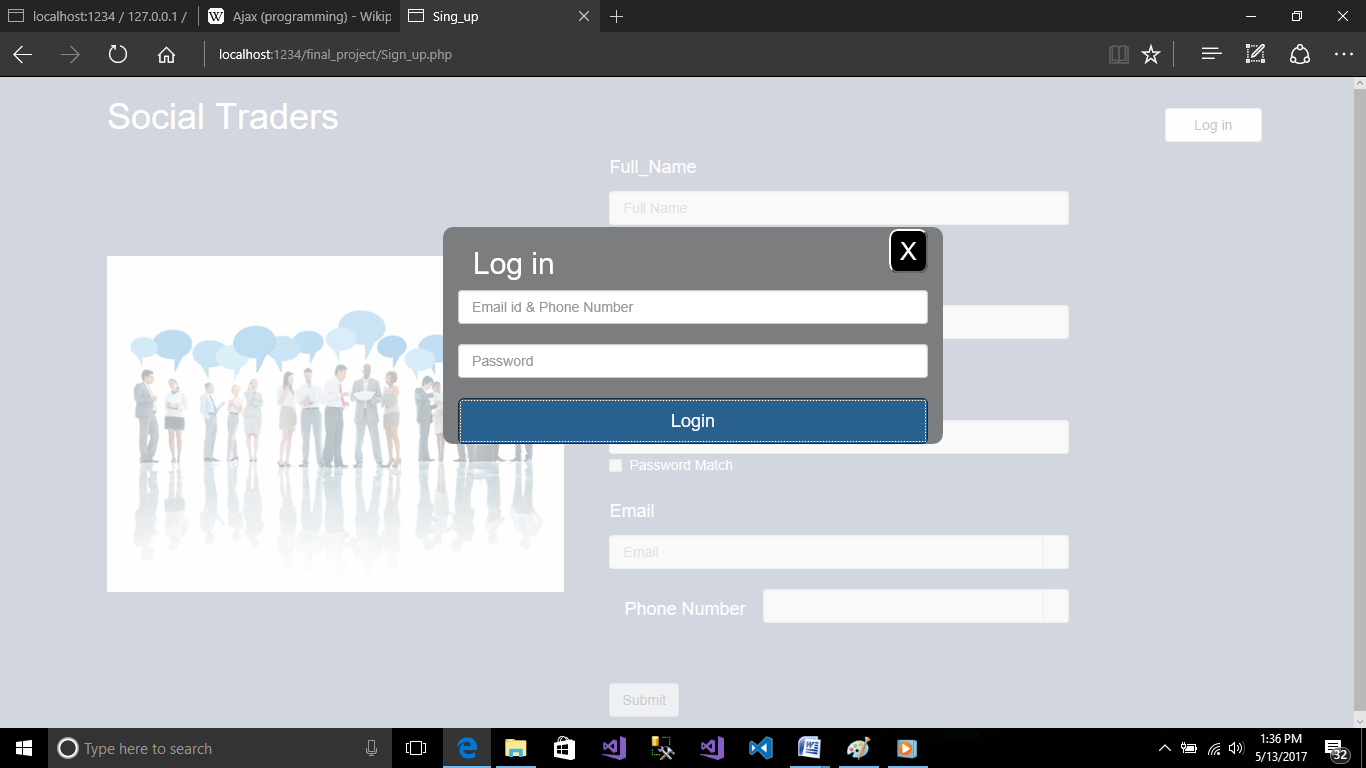 localhost:1234 / 127.0.0.1 /
Ajax (programming) - Wikip
Sing_up
localhost:1234/final_project/Sign_up.php
Social Traders
Log in
Full_Name
Full Name
Log in
X
Email id & Phone Number
Password
Login
Password Match
Email
Email
Phone Number
Submit
Type here to search
1:36 PM
5/13/2017
32